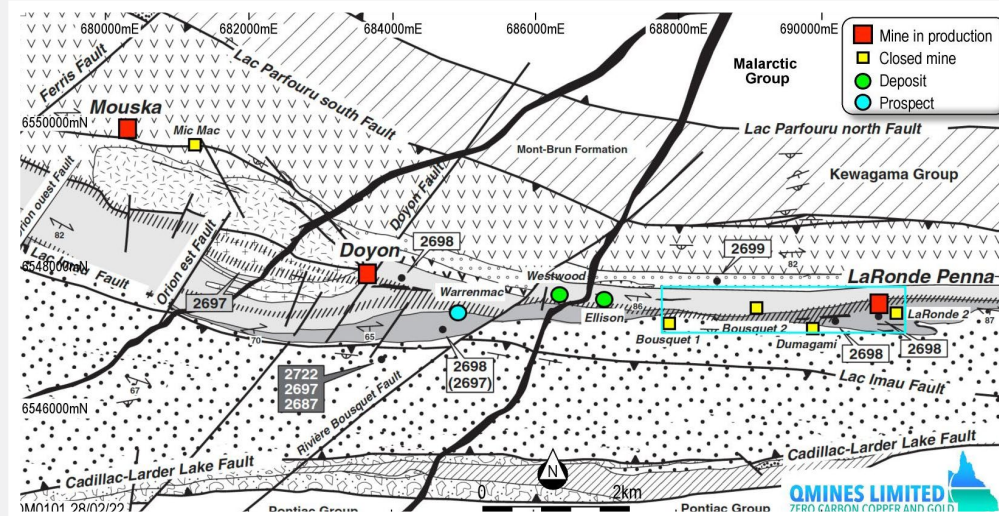 680000mE
682000mE
684000mE
686000mE
688000mE
690000mE
Mine in production
Closed mine
Deposit
Prospect
Ferris Fault
Lac Parfouru south Fault
Malarctic
Group
Mouska
6550000mN
Mic Mac
Lac Parfouru north Fault
Mont-Brun Formation
Kewagama Group
Doyon Fault
82
Orion est Fault
Doyon
2698
2699
82
6548000mN
Westwood
LaRonde Penna
2697
Warrenmac
86
Ellison
LaRonde 2
Bousquet 1
Bousquet 2
Dumagami
87
70
65
2698
(2697)
2698
2698
2722
2697
2687
67
Lac Imau Fault
6546000mN
Rivière Bousquet Fault
Cadillac-Larder Lake Fault
Cadillac-Larder Lake Fault
N
0
2km
QMINES LIMITED
ZERO CARBON COPPER AND GOLD
Pontiac Group
Pontiac Group